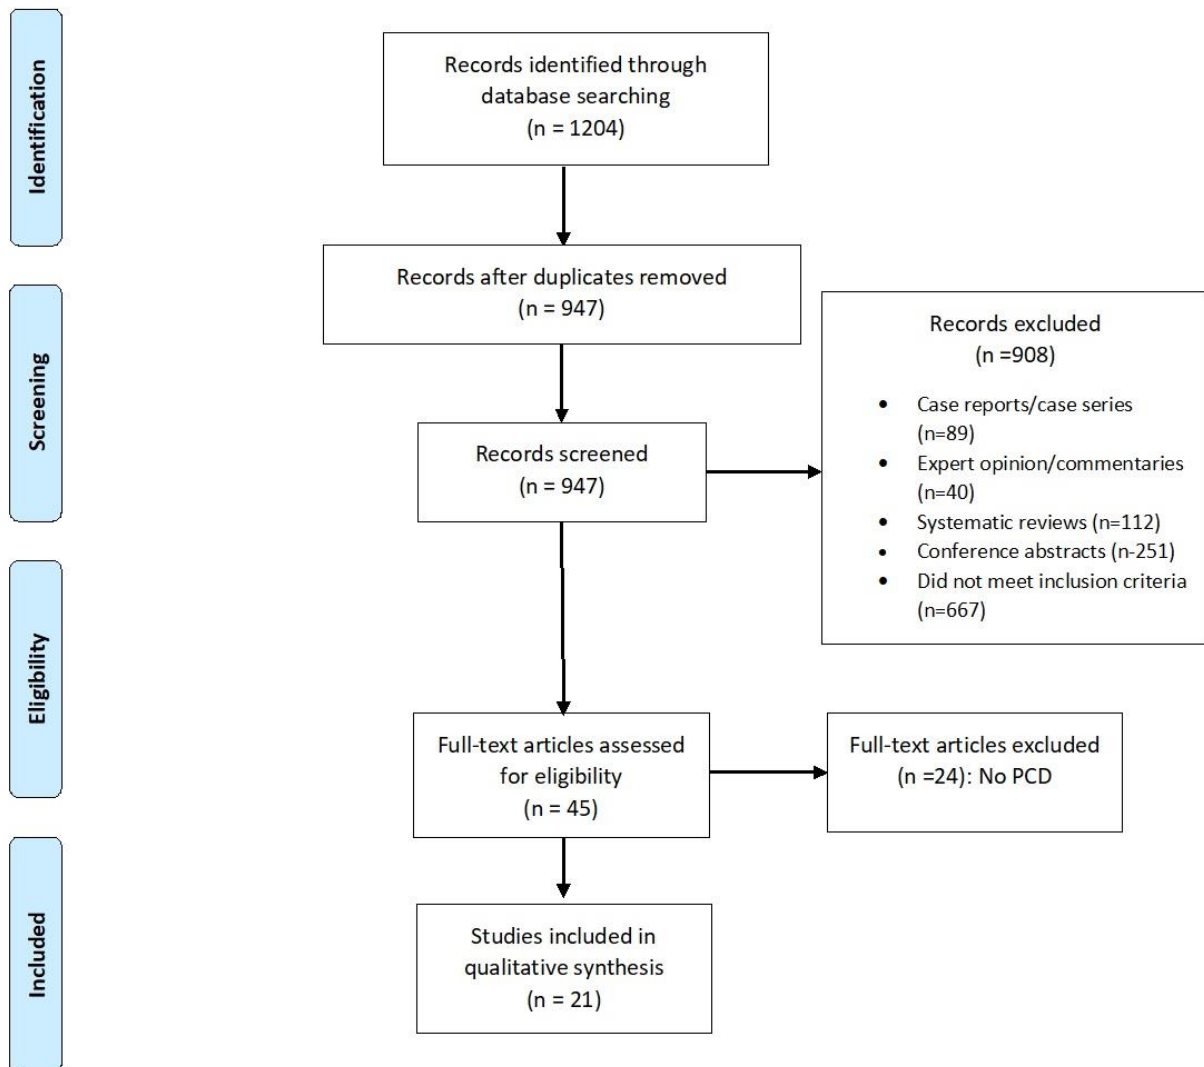 Identification
Records identified through
database searching
(n = 1204)
Records after duplicates removed
(n = 947)
Screening
Records screened
(n = 947)
Records excluded
(n =908)
• Case reports/case series
(n=89)
• Expert opinion/commentaries
(n=40)
• Systematic reviews (n=112)
• Conference abstracts (n-251)
• Did not meet inclusion criteria
(n=667)
Eligibility
Full-text articles assessed
for eligibility
(n = 45)
Full-text articles excluded
(n =24): No PCD
Included
Studies included in
qualitative synthesis
(n = 21)